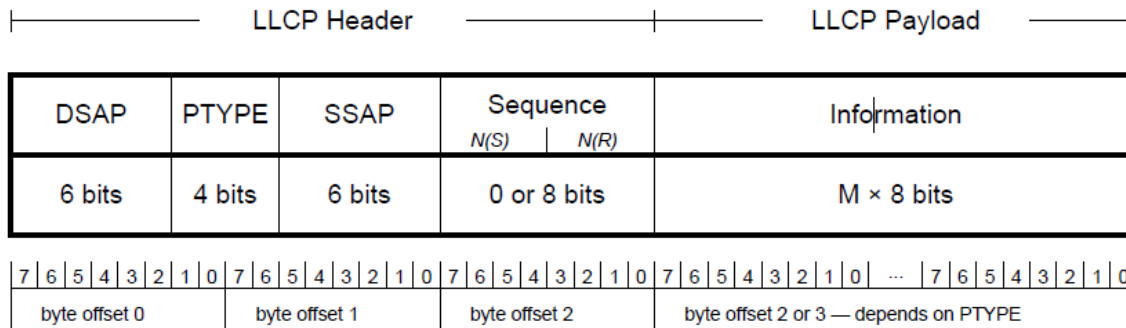 LLCP Header LLCP Payload
DSAP PTYPE SSAP Sequence Information
N(S) N(R)
6 bits 4 bits 6 bits 0 or 8 bits M × 8 bits
7 6 5 4 3 2 1 0 7 6 5 4 3 2 1 0 7 6 5 4 3 2 1 0 7 6 5 4 3 2 1 0 ... 7 6 5 4 3 2 1 0
byte offset 0 byte offset 1 byte offset 2 byte offset 2 or 3 — depends on PTYPE